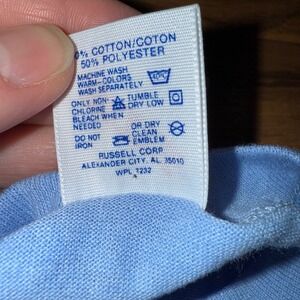 0% COTTON/COTON
50% POLYESTER
MACHINE WASH
WARM-COLORS
WASH SEPARATELY
ONLY NON- TUMBLE
CHLORINE DRY LOW
BLEACH WHEN
NEEDED
DO NOT OR DRY
IRON CLEAN
EMBLEM
RUSSELL CORP.
ALEXANDER CITY, AL 35010
WPL 7232